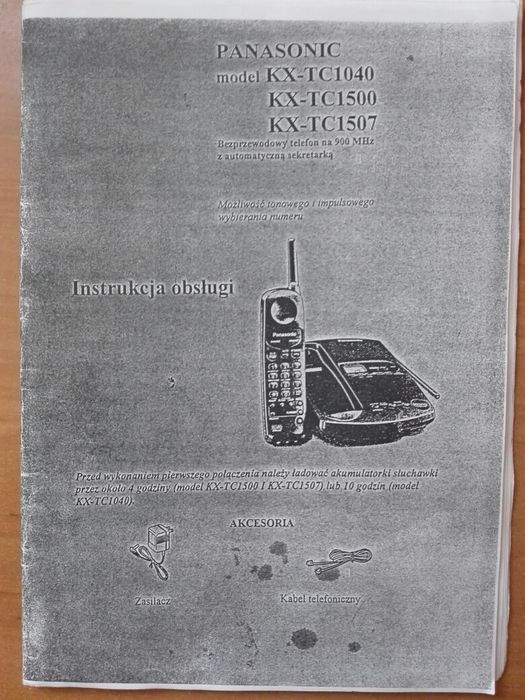 PANASONIC
model KX-TC1040
KX-TC1500
KX-TC1507
Bezprzewodowy telefon na 900 MHz
z automatyczną sekretarką
Możliwość tonowego i impulsowego
wybierania numeru
Instrukcja obsługi
Panasonic
Przed wykonaniem pierwszego połączenia należy ładować akumulatorki słuchawki
przez około 4 godziny (model KX-TC1500 I KX-TC1507) lub 10 godzin (model
KX-TC1040).
AKCESORIA
Zasilacz
Kabel telefoniczny